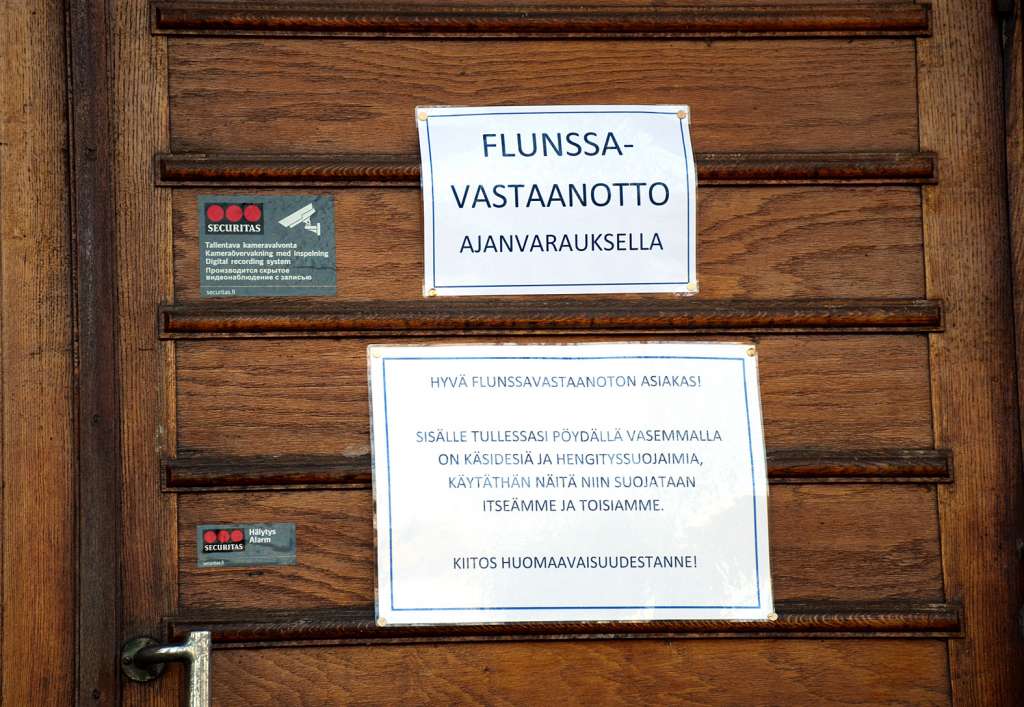 FLUNSSA-
VASTAANOTTO
AJANVARAUKSELLA
SECURITAS
Tallentava kameravalvonta
Kameraövervakning med inspelning
Digital recording system
Производится скрытое
видеонаблюдение с записью
securitas.fi
HYVÄ FLUNSSAVASTAANOTON ASIAKAS!
SISÄLLE TULLESSASI PÖYDÄLLÄ VASEMMALLA
ON KÄSIDESIÄ JA HENGITYSSUOJAIMIA,
KÄYTÄTHÄN NÄITÄ NIIN SUOJATAAN
ITSEÄMME JA TOISIAMME.
KIITOS HUOMAAVAISUUDESTANNE!
SECURITAS
Hälytys
Alarm
securitas.fi